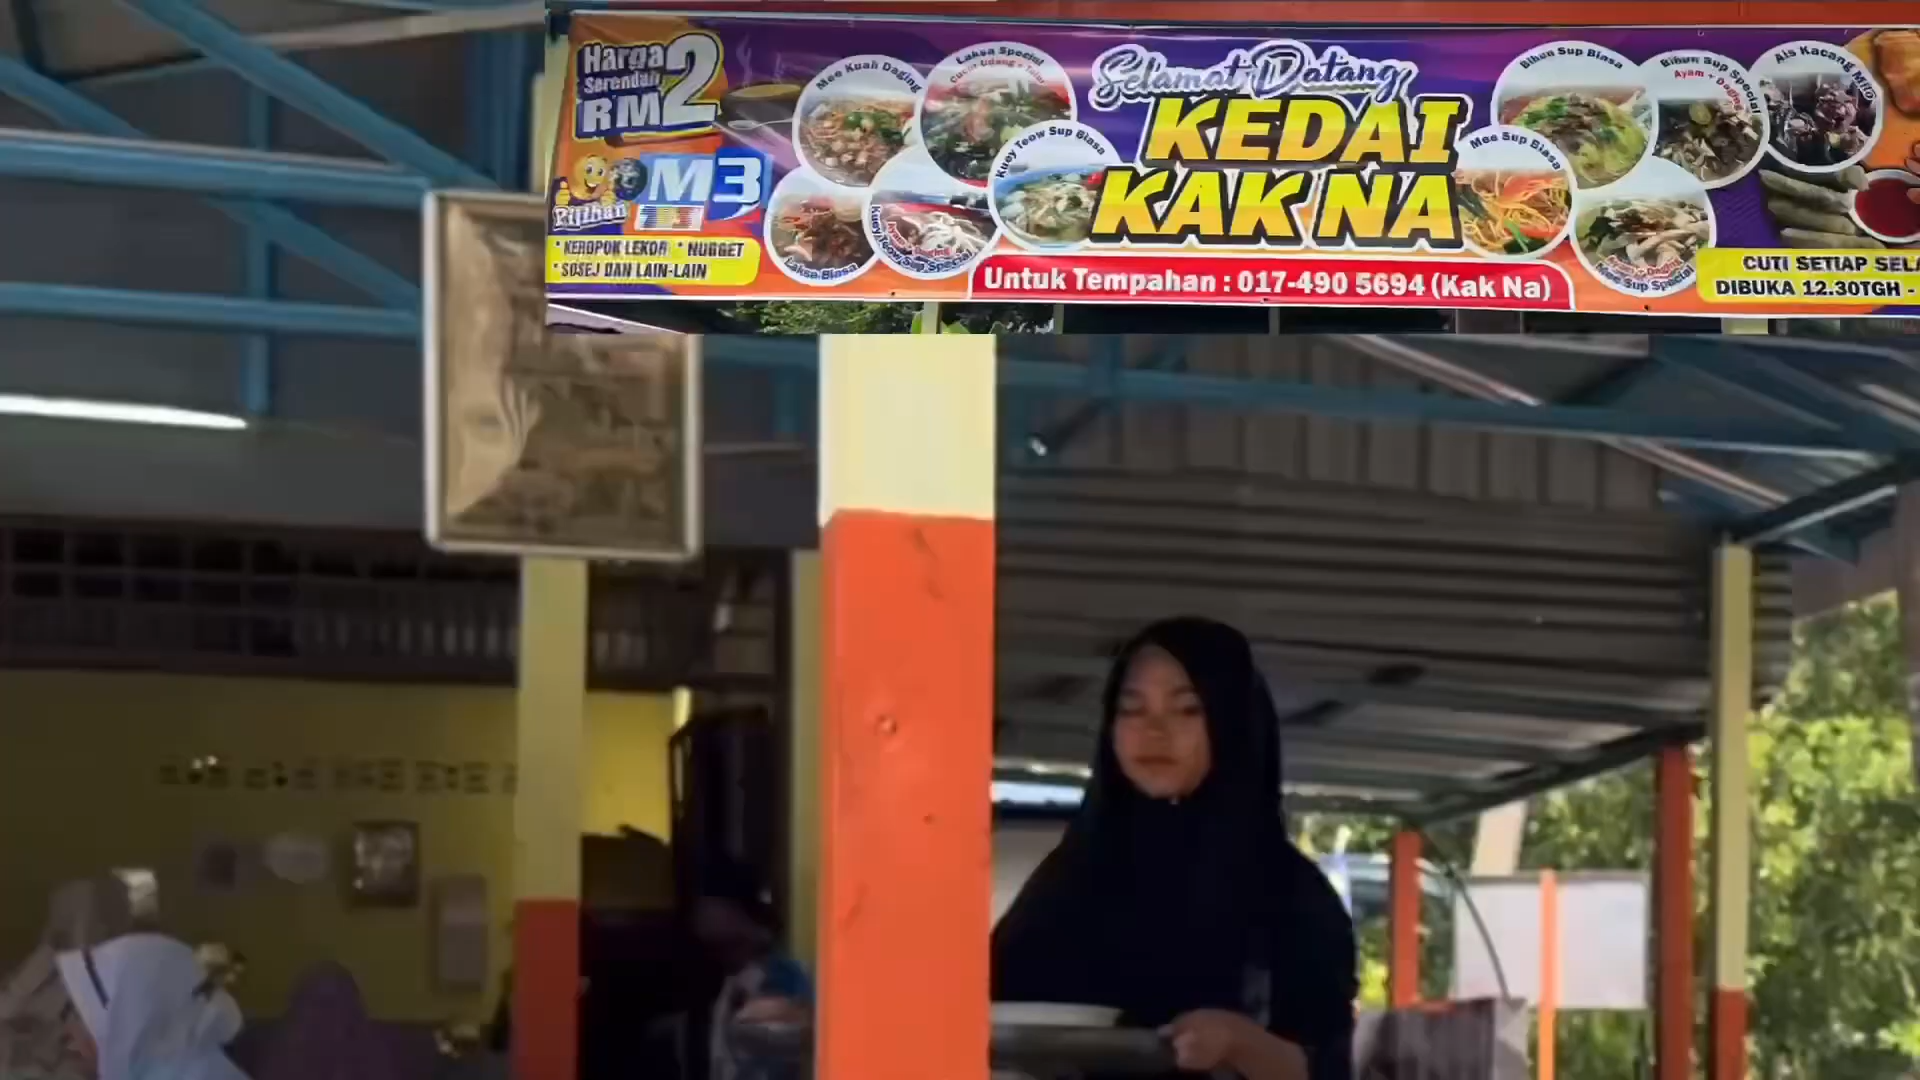 Harga
Serendah
RM2
Pilihan
M3
* KEROPOK LEKOR * NUGGET
* SOSEJ DAN LAIN-LAIN
Mee Kuah Daging
Laksa Special
Laksa Biasa
Kuey Teow Sup Special
Kuey Teow Sup Biasa
Selamat Datang
KEDAI
KAK NA
Untuk Tempahan : 017-490 5694 (Kak Na)
Mee Sup Biasa
Bihun Sup Biasa
Bihun Sup Special
Ayam + Daging
Ais Kacang Milo
Ayam + Daging
Mee Sup Special
CUTI SETIAP SELA
DIBUKA 12.30TGH -